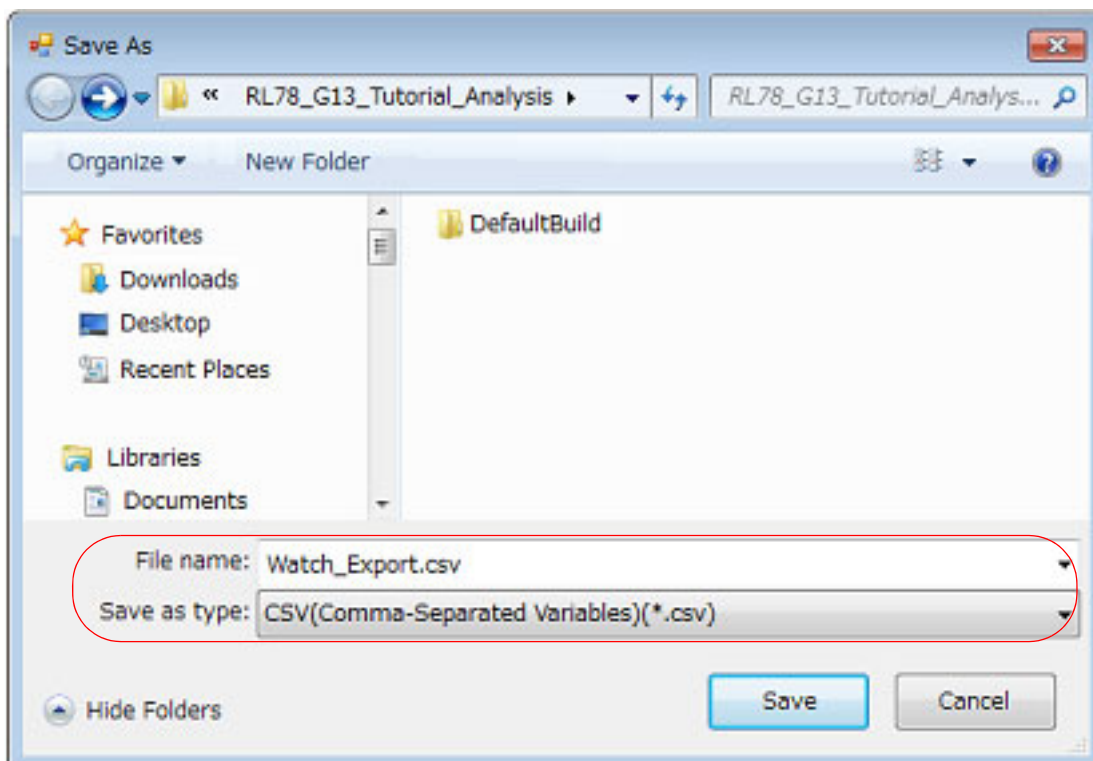 Save As
« RL78_G13_Tutorial_Analysis
RL78_G13_Tutorial_Analys...
Organize
New Folder
Favorites
Downloads
Desktop
Recent Places
Libraries
Documents
DefaultBuild
File name: Watch_Export.csv
Save as type: CSV(Comma-Separated Variables)(*.csv)
Hide Folders
Save
Cancel